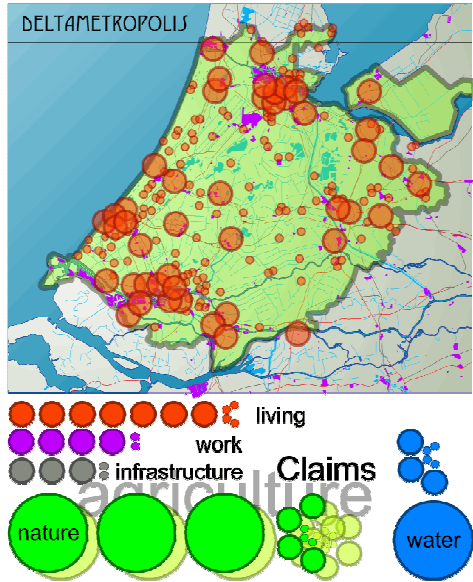 DELTAMETROPOLIS
living
work
infrastructure
Claims
agriculture
nature
water